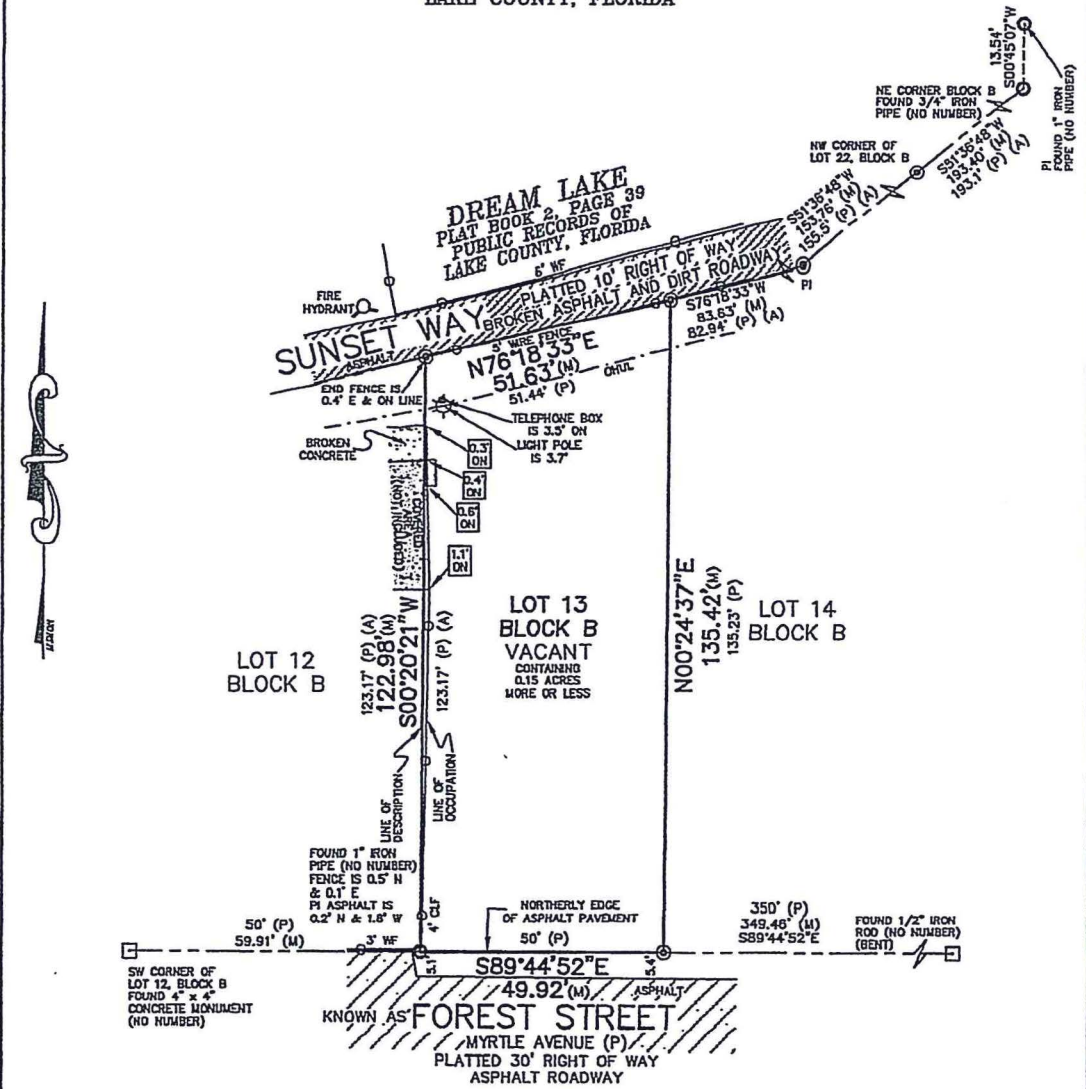 LAKE COUNTY, FLORIDA
13.54'
S00°45'07"W
NE CORNER BLOCK B
FOUND 3/4" IRON
PIPE (NO NUMBER)
PI
FOUND 1" IRON
PIPE (NO NUMBER)
NW CORNER OF
LOT 22, BLOCK B
S51°36'48"W
193.40' (M)
193.1' (P) (A)
S51°36'48"W
153.76' (M)
155.5' (P) (A)
DREAM LAKE
PLAT BOOK 2, PAGE 39
PUBLIC RECORDS OF
LAKE COUNTY, FLORIDA
6' WF
PLATTED 10' RIGHT OF WAY
BROKEN ASPHALT AND DIRT ROADWAY
PI
FIRE
HYDRANT
SUNSET WAY
ASPHALT
S76°18'33"W
83.63' (M)
82.94' (P) (A)
5' WIRE FENCE
N76°18'33"E
51.63' (M)
51.44' (P)
OHUL
END FENCE IS
0.4' E & ON LINE
TELEPHONE BOX
IS 3.5' ON
LIGHT POLE
IS 3.7'
BROKEN
CONCRETE
0.3'
ON
0.4'
ON
0.6'
ON
1.1'
ON
COVERED
AREA
(NO INGRESS)
NORTH
LOT 12
BLOCK B
123.17' (P) (A)
122.98' (M)
S00°20'21"W
123.17' (P) (A)
LOT 13
BLOCK B
VACANT
CONTAINING
0.15 ACRES
MORE OR LESS
N00°24'37"E
135.42' (M)
135.23' (P)
LOT 14
BLOCK B
LINE OF
DESCRIPTION
LINE OF
OCCUPATION
FOUND 1" IRON
PIPE (NO NUMBER)
FENCE IS 0.5' N
& 0.1' E
PI ASPHALT IS
0.2' N & 1.8' W
4' CLF
NORTHERLY EDGE
OF ASPHALT PAVEMENT
50' (P)
59.91' (M)
3' WF
50' (P)
350' (P)
349.46' (M)
S89°44'52"E
FOUND 1/2" IRON
ROD (NO NUMBER)
(BENT)
SW CORNER OF
LOT 12, BLOCK B
FOUND 4" x 4"
CONCRETE MONUMENT
(NO NUMBER)
5.1'
S89°44'52"E
5.4'
49.92' (M)
ASPHALT
KNOWN AS FOREST STREET
MYRTLE AVENUE (P)
PLATTED 30' RIGHT OF WAY
ASPHALT ROADWAY